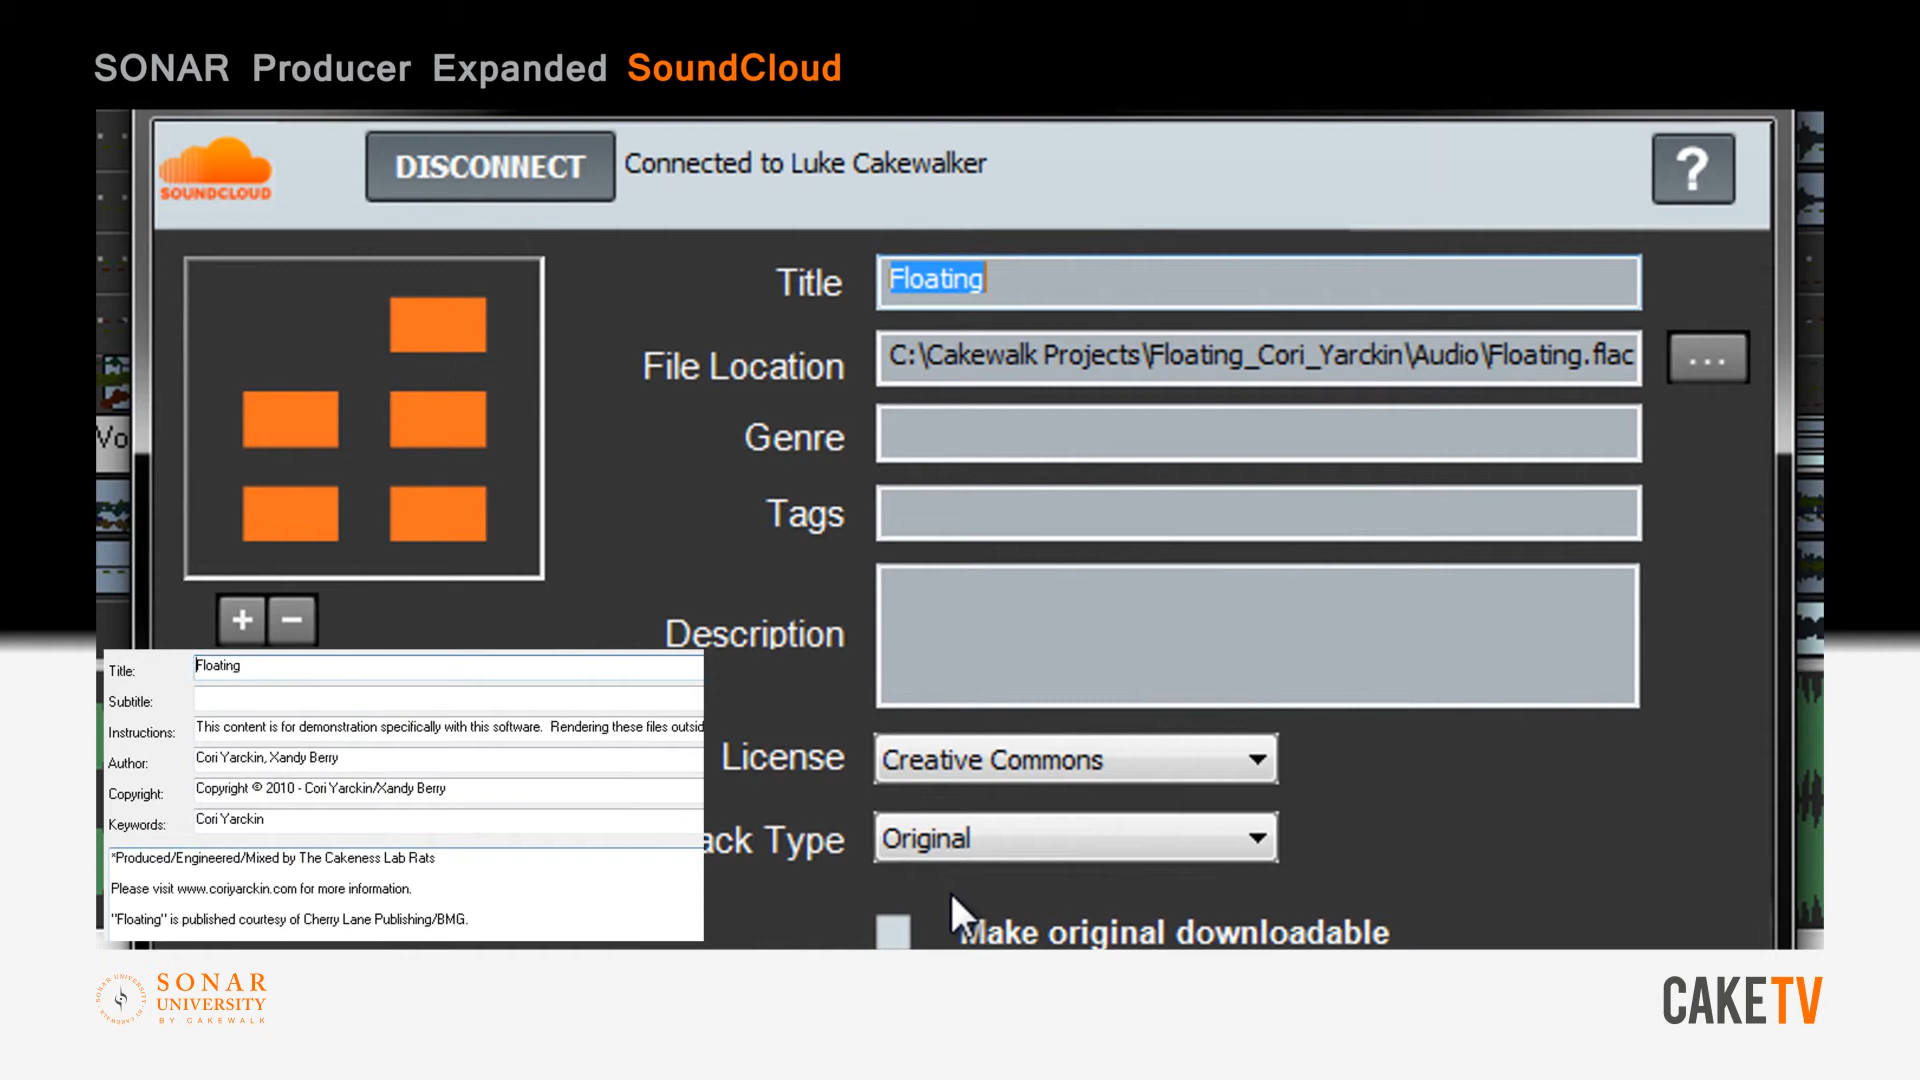 SONAR Producer Expanded SoundCloud
SOUNDCLOUD
DISCONNECT Connected to Luke Cakewalker ?
Title Floating
File Location C:\Cakewalk Projects\Floating_Cori_Yarckin\Audio\Floating.flac ...
Genre
Tags
Vo
Description
+ −
Title: Floating
Subtitle:
Instructions: This content is for demonstration specifically with this software. Rendering these files outsid
Author: Cori Yarckin, Xandy Berry
Copyright: Copyright © 2010 - Cori Yarckin/Xandy Berry
Keywords: Cori Yarckin
*Produced/Engineered/Mixed by The Cakeness Lab Rats
Please visit www.coriyarckin.com for more information.
"Floating" is published courtesy of Cherry Lane Publishing/BMG.
License Creative Commons
ack Type Original
Make original downloadable
SONAR
UNIVERSITY
BY CAKEWALK
CAKETV